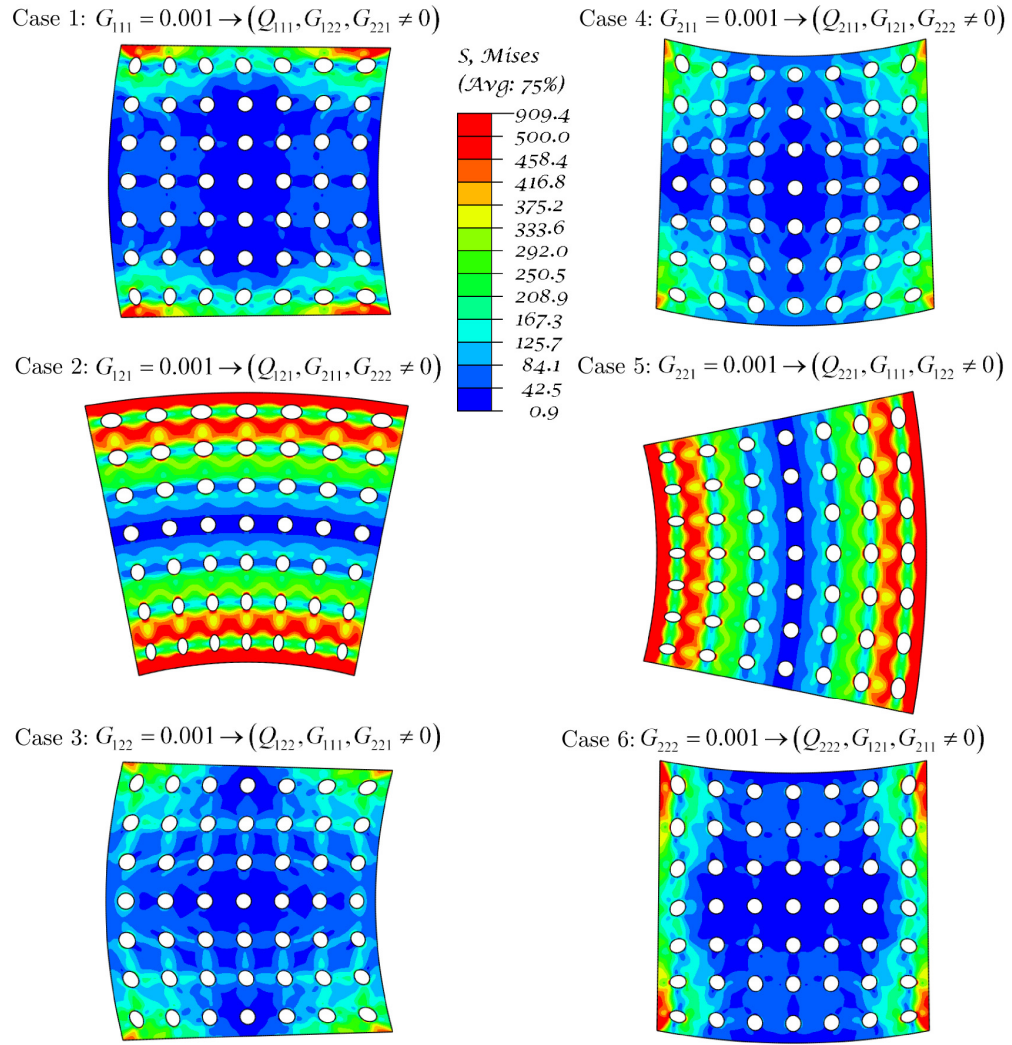 Case 1: G₁₁₁ = 0.001 → (Q₁₁₁, G₁₂₂, G₂₂₁ ≠ 0)
Case 4: G₂₁₁ = 0.001 → (Q₂₁₁, G₁₂₁, G₂₂₂ ≠ 0)
S, Mises
(Avg: 75%)
909.4
500.0
458.4
416.8
375.2
333.6
292.0
250.5
208.9
167.3
125.7
84.1
42.5
0.9
Case 2: G₁₂₁ = 0.001 → (Q₁₂₁, G₂₁₁, G₂₂₂ ≠ 0)
Case 5: G₂₂₁ = 0.001 → (Q₂₂₁, G₁₁₁, G₁₂₂ ≠ 0)
Case 3: G₁₂₂ = 0.001 → (Q₁₂₂, G₁₁₁, G₂₂₁ ≠ 0)
Case 6: G₂₂₂ = 0.001 → (Q₂₂₂, G₁₂₁, G₂₁₁ ≠ 0)